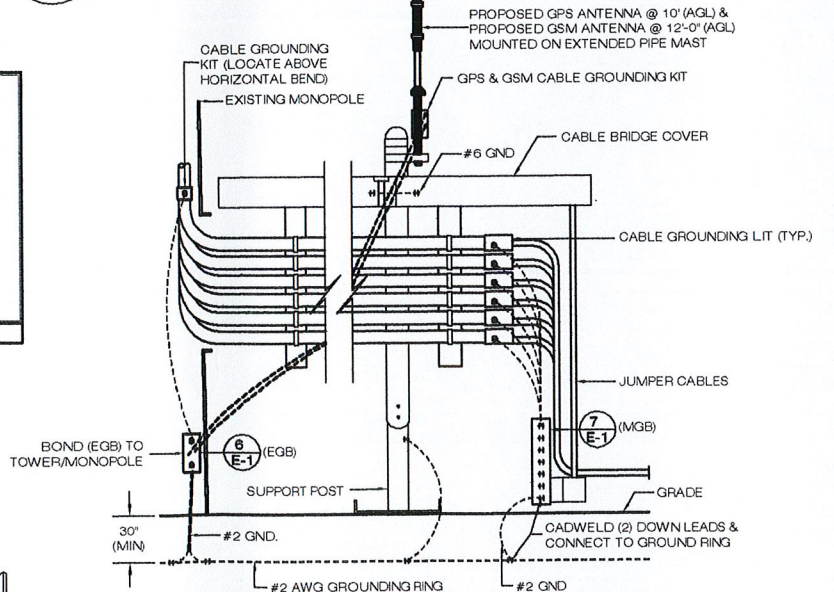 PROPOSED GPS ANTENNA @ 10' (AGL) &
PROPOSED GSM ANTENNA @ 12'-0" (AGL)
MOUNTED ON EXTENDED PIPE MAST
CABLE GROUNDING
KIT (LOCATE ABOVE
HORIZONTAL BEND)
GPS & GSM CABLE GROUNDING KIT
EXISTING MONOPOLE
CABLE BRIDGE COVER
#6 GND
CABLE GROUNDING LIT (TYP.)
JUMPER CABLES
7
E-1
(MGB)
BOND (EGB) TO
TOWER/MONOPOLE
6
E-1
(EGB)
SUPPORT POST
GRADE
30"
(MIN)
#2 GND.
CADWELD (2) DOWN LEADS &
CONNECT TO GROUND RING
#2 AWG GROUNDING RING
#2 GND